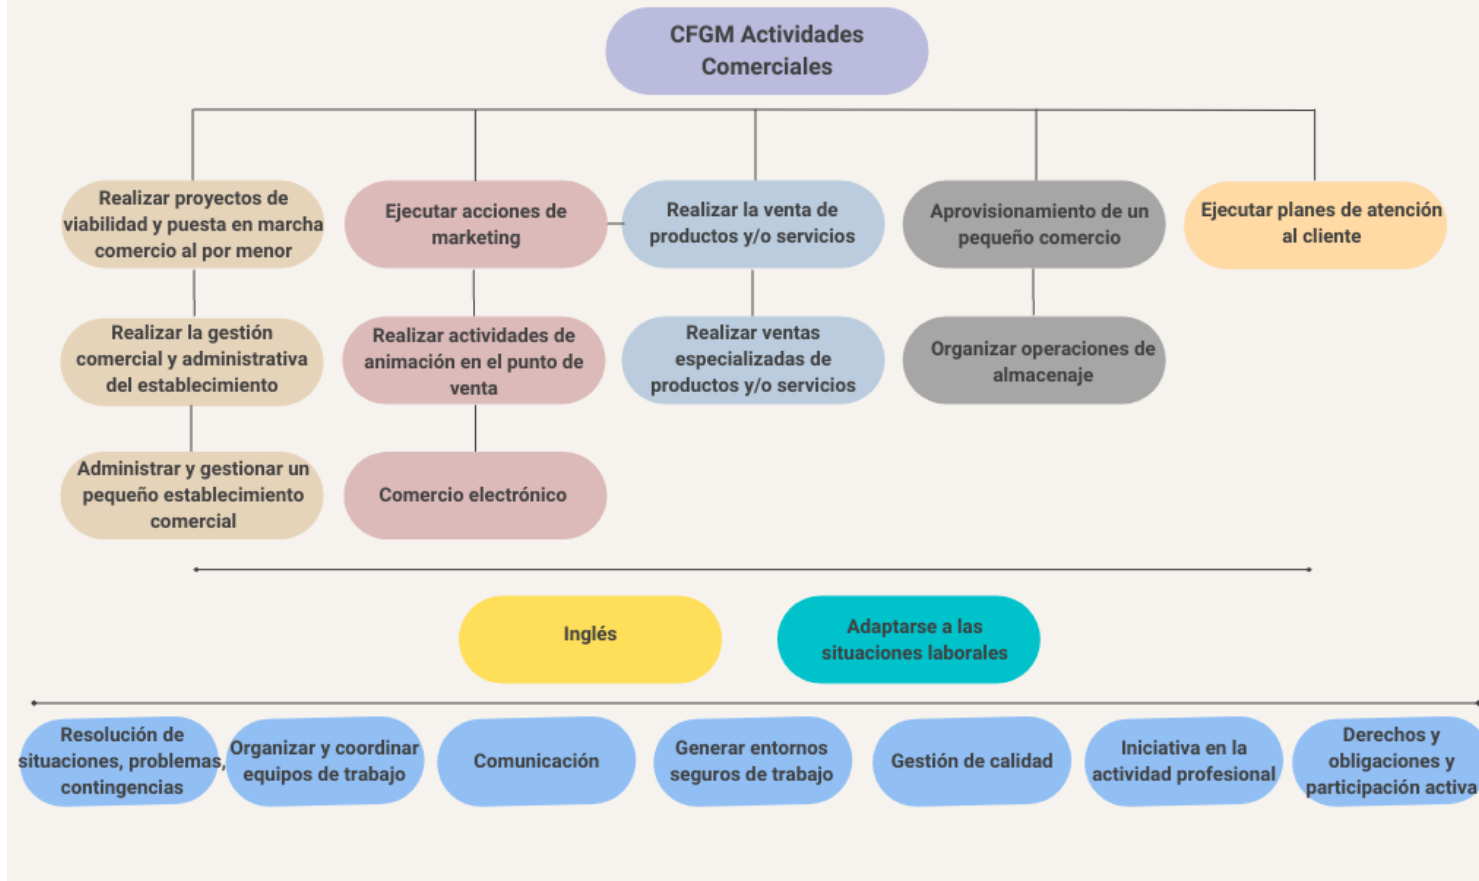 CFGM Actividades
Comerciales
Realizar proyectos de
viabilidad y puesta en marcha
comercio al por menor
Ejecutar acciones de
marketing
Realizar la venta de
productos y/o servicios
Aprovisionamiento de un
pequeño comercio
Ejecutar planes de atención
al cliente
Realizar la gestión
comercial y administrativa
del establecimiento
Realizar actividades de
animación en el punto de
venta
Realizar ventas
especializadas de
productos y/o servicios
Organizar operaciones de
almacenaje
Administrar y gestionar un
pequeño establecimiento
comercial
Comercio electrónico
Inglés
Adaptarse a las
situaciones laborales
Resolución de
situaciones, problemas,
contingencias
Organizar y coordinar
equipos de trabajo
Comunicación
Generar entornos
seguros de trabajo
Gestión de calidad
Iniciativa en la
actividad profesional
Derechos y
obligaciones y
participación activa